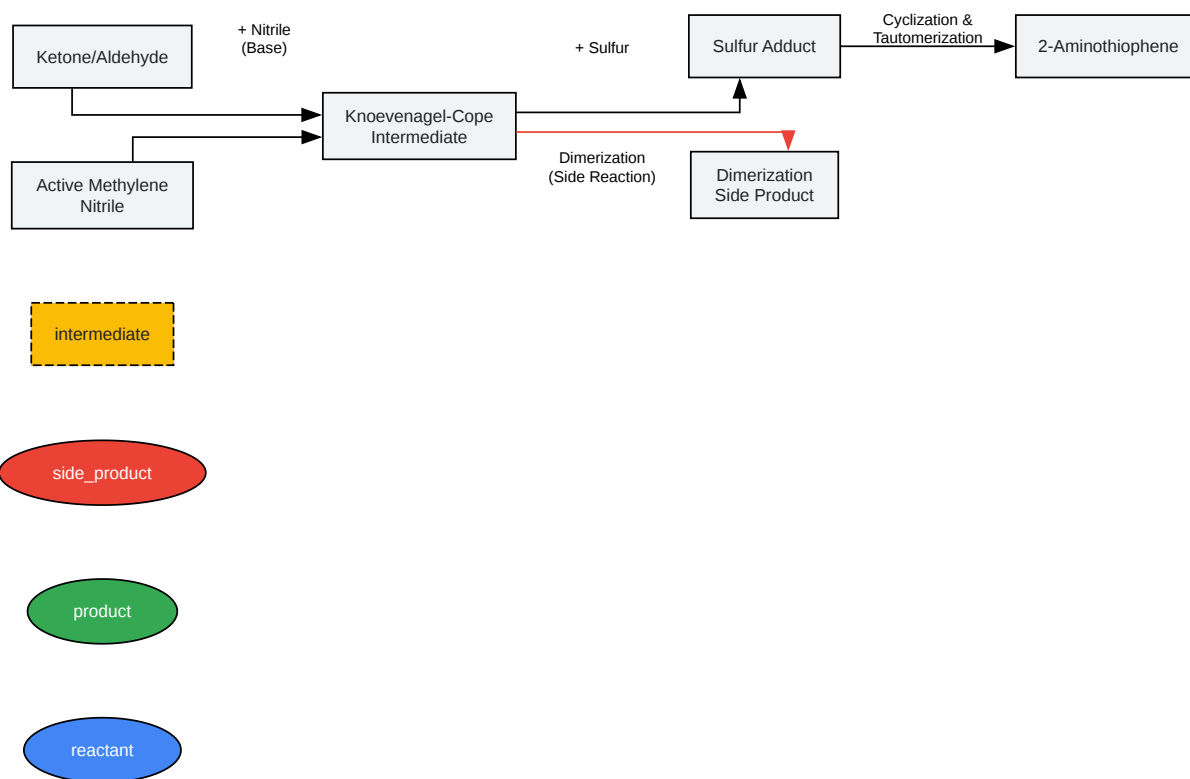 Ketone/Aldehyde
+ Nitrile
(Base)
Active Methylene
Nitrile
Knoevenagel-Cope
Intermediate
+ Sulfur
Dimerization
(Side Reaction)
Sulfur Adduct
Dimerization
Side Product
Cyclization &
Tautomerization
2-Aminothiophene
intermediate
side_product
product
reactant